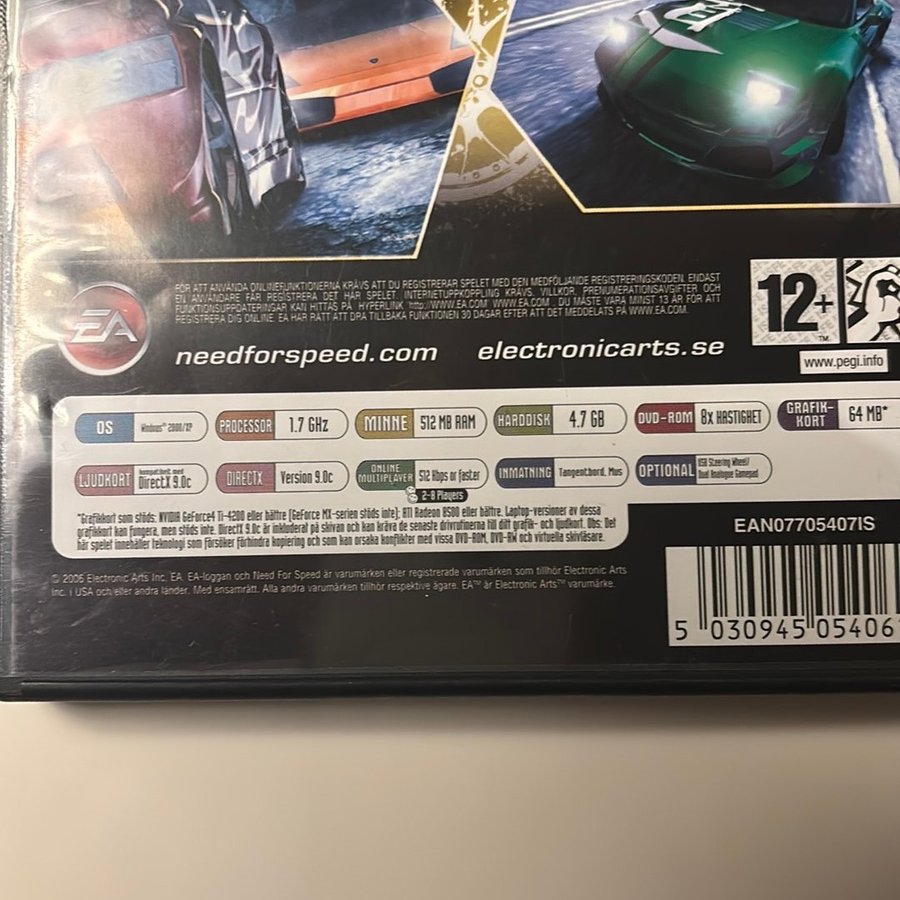 FÖR ATT ANVÄNDA ONLINEFUNKTIONERNA KRÄVS ATT DU REGISTRERAR SPELET MED DEN MEDFÖLJANDE REGISTRERINGSKODEN. ENDAST
EN ANVÄNDARE FÅR REGISTRERA DET HÄR SPELET. INTERNETUPPKOPPLING KRÄVS. VILLKOR, PRENUMERATIONSAVGIFTER OCH
FUNKTIONSUPPDATERINGAR KAN HITTAS PÅ HYPERLINK "http://WWW.EA.COM" WWW.EA.COM. DU MÅSTE VARA MINST 13 ÅR FÖR ATT
REGISTRERA DIG ONLINE. EA HAR RÄTT ATT DRA TILLBAKA FUNKTIONEN 30 DAGAR EFTER ATT DET MEDDELATS PÅ WWW.EA.COM.
EA
needforspeed.com electronicarts.se
12+
TM
www.pegi.info
OS Windows® 2000/XP PROCESSOR 1.7 GHz MINNE 512 MB RAM HÅRDDISK 4.7 GB DVD-ROM 8X HASTIGHET GRAFIK-KORT 64 MB*
LJUDKORT kompatibelt med DirectX 9.0c DIRECTX Version 9.0c ONLINE MULTIPLAYER 512 Kbps or faster INMATNING Tangentbord, Mus OPTIONAL USB Steering Wheel/ Dual Analogue Gamepad
2-8 Players
*Grafikkort som stöds: NVIDIA GeForce4 Ti-4200 eller bättre (GeForce MX-serien stöds inte); ATI Radeon 8500 eller bättre. Laptop-versioner av dessa
grafikkort kan fungera, men stöds inte. DirectX 9.0c är inkluderat på skivan och kan kräva de senaste drivrutinerna till ditt grafik- och ljudkort. Obs: Det
här spelet innehåller teknologi som försöker förhindra kopiering och som kan orsaka konflikter med vissa DVD-ROM, DVD-RW och virtuella skivläsare.
EAN07705407IS
© 2006 Electronic Arts Inc. EA, EA-loggan och Need For Speed är varumärken eller registrerade varumärken som tillhör Electronic Arts
Inc. i USA och/eller andra länder. Med ensamrätt. Alla andra varumärken tillhör respektive ägare. EA™ är Electronic Arts™ varumärke.
5 030945 05406